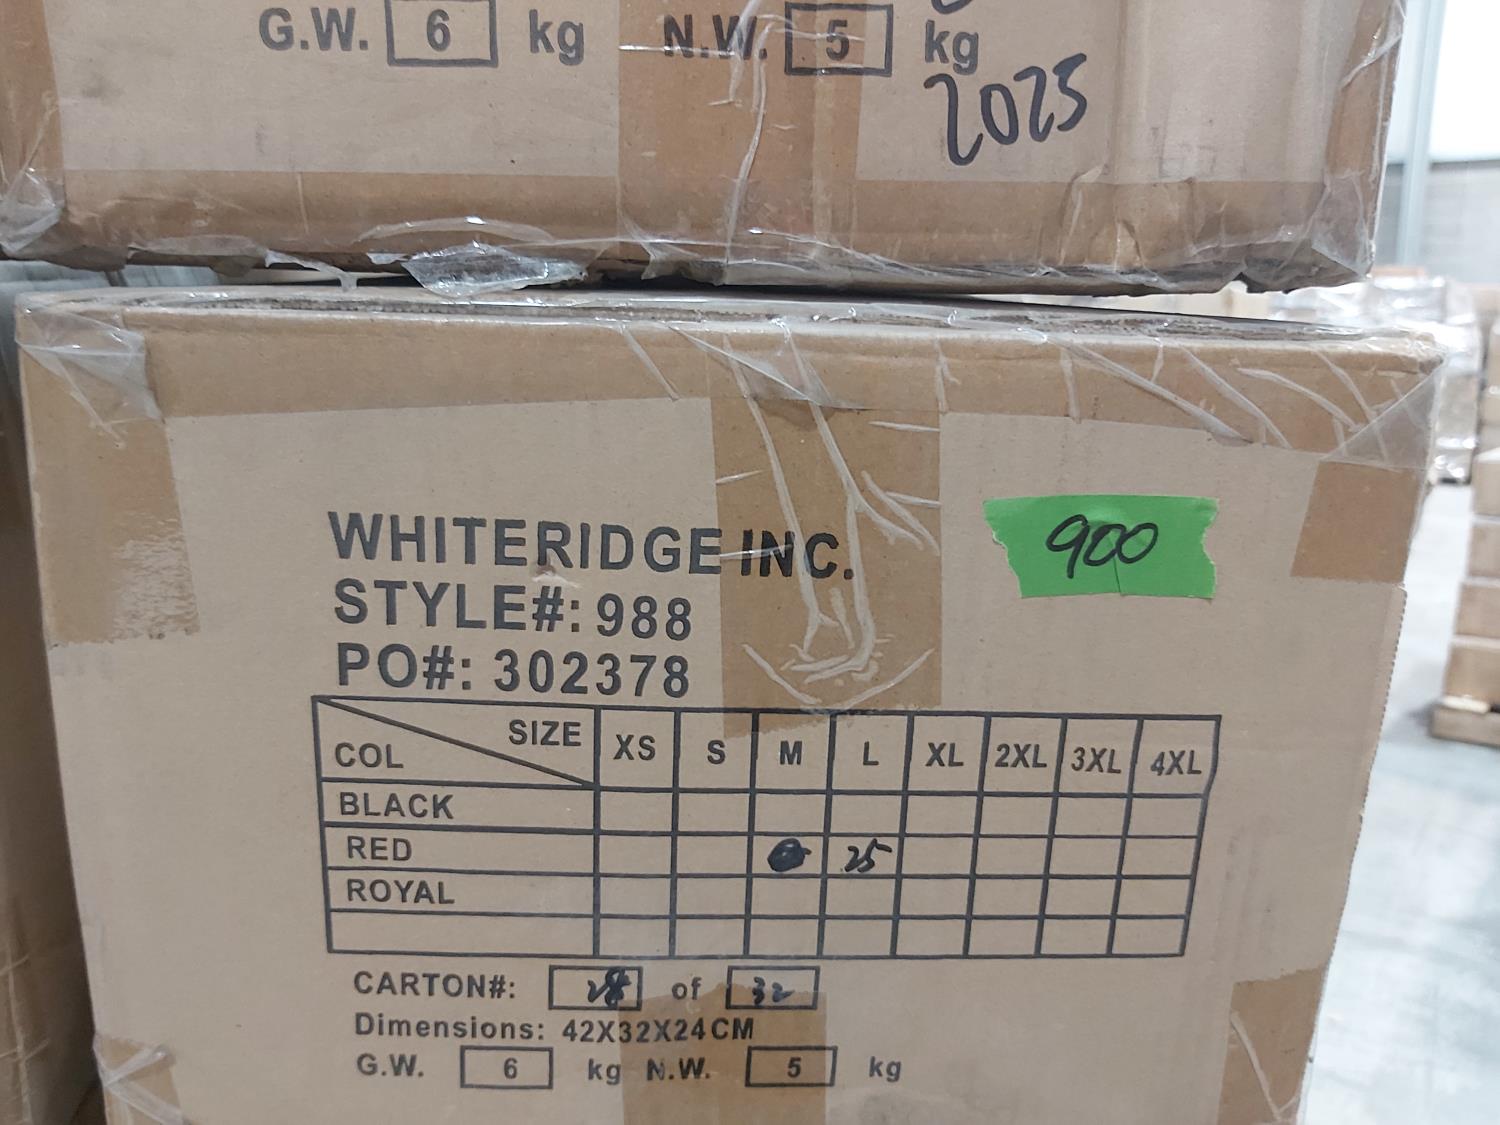 G.W. 6 kg N.W. 5 kg
2025
WHITERIDGE INC.
900
STYLE#: 988
PO#: 302378
SIZE XS S M L XL 2XL 3XL 4XL
COL
BLACK
RED 25
ROYAL
CARTON#: 28 of 32
Dimensions: 42X32X24CM
G.W. 6 kg N.W. 5 kg